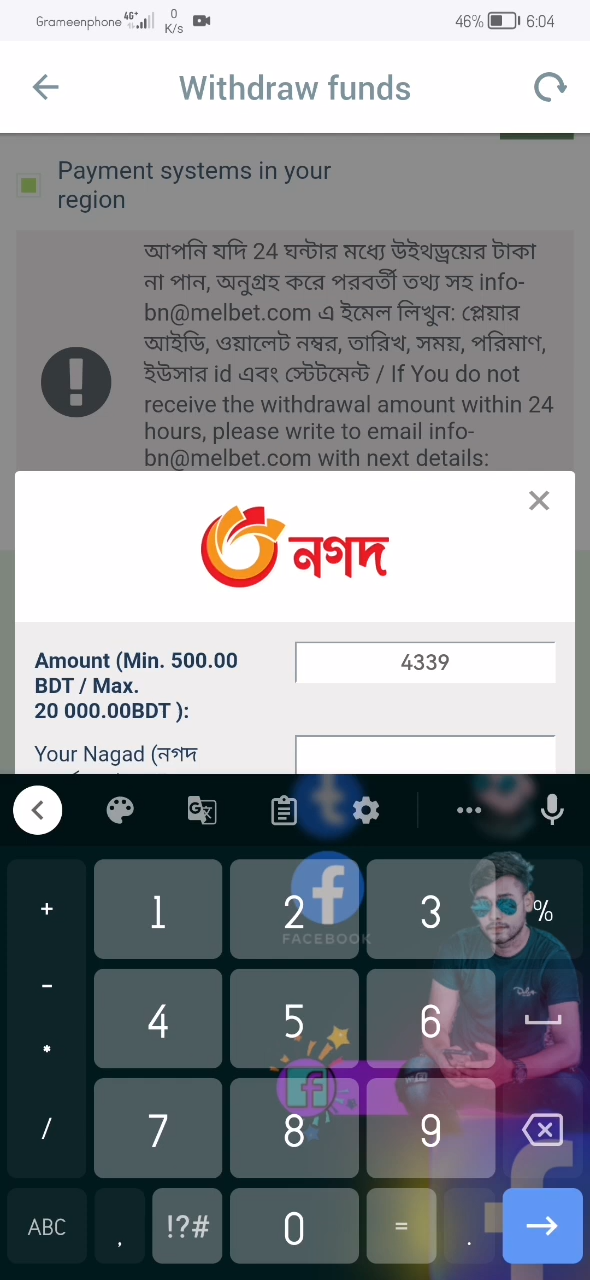 Grameenphone 4G+ 0 K/s 46% 6:04
Withdraw funds
Payment systems in your
region
আপনি যদি 24 ঘন্টার মধ্যে উইথড্রয়ের টাকা
না পান, অনুগ্রহ করে পরবর্তী তথ্য সহ info-
bn@melbet.com এ ইমেল লিখুন: প্লেয়ার
আইডি, ওয়ালেট নম্বর, তারিখ, সময়, পরিমাণ,
ইউসার id এবং স্টেটমেন্ট / If You do not
receive the withdrawal amount within 24
hours, please write to email info-
bn@melbet.com with next details:
নগদ
Amount (Min. 500.00
BDT / Max.
20 000.00BDT ):
4339
Your Nagad (নগদ
+ 1 2 3 %
FACEBOOK
- 4 5 6
*
/ 7 8 9
ABC , !?# 0 = .